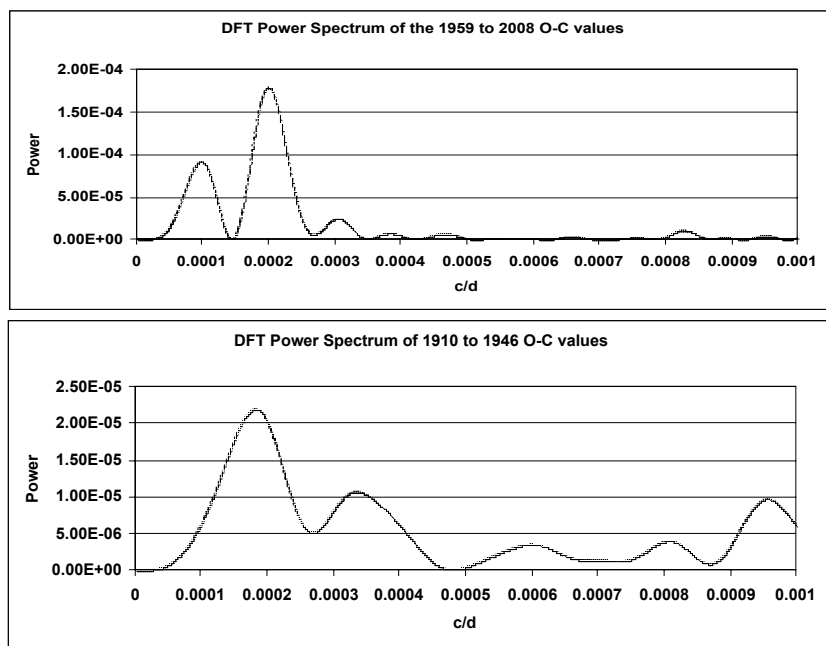 DFT Power Spectrum of the 1959 to 2008 O-C values
2.00E-04
1.50E-04
1.00E-04
5.00E-05
0.00E+00
Power
0 0.0001 0.0002 0.0003 0.0004 0.0005 0.0006 0.0007 0.0008 0.0009 0.001
c/d
DFT Power Spectrum of 1910 to 1946 O-C values
2.50E-05
2.00E-05
1.50E-05
1.00E-05
5.00E-06
0.00E+00
Power
0 0.0001 0.0002 0.0003 0.0004 0.0005 0.0006 0.0007 0.0008 0.0009 0.001
c/d